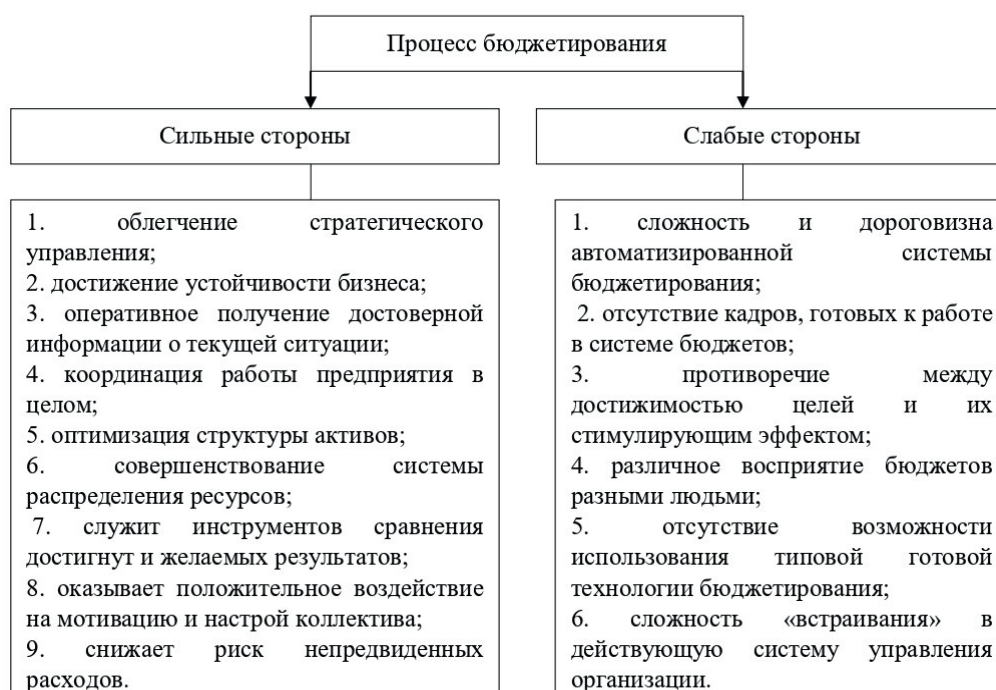 Процесс бюджетирования
Сильные стороны
Слабые стороны
1. облегчение стратегического
управления;
2. достижение устойчивости бизнеса;
3. оперативное получение достоверной
информации о текущей ситуации;
4. координация работы предприятия в
целом;
5. оптимизация структуры активов;
6. совершенствование системы
распределения ресурсов;
7. служит инструментов сравнения
достигнут и желаемых результатов;
8. оказывает положительное воздействие
на мотивацию и настрой коллектива;
9. снижает риск непредвиденных
расходов.
1. сложность и дороговизна
автоматизированной системы
бюджетирования;
2. отсутствие кадров, готовых к работе
в системе бюджетов;
3. противоречие между
достижимостью целей и их
стимулирующим эффектом;
4. различное восприятие бюджетов
разными людьми;
5. отсутствие возможности
использования типовой готовой
технологии бюджетирования;
6. сложность «встраивания» в
действующую систему управления
организации.